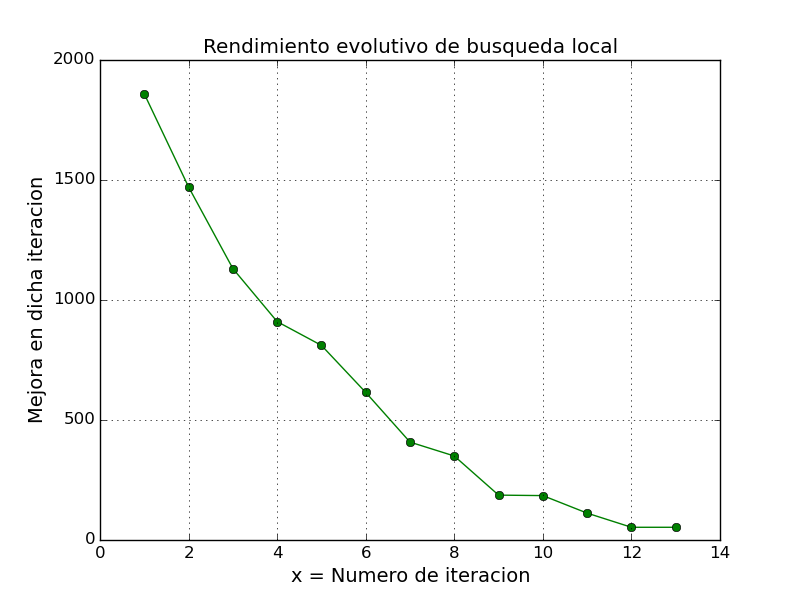 Rendimiento evolutivo de busqueda local
2000
1500
1000
500
0
Mejora en dicha iteracion
0 2 4 6 8 10 12 14
x = Numero de iteracion